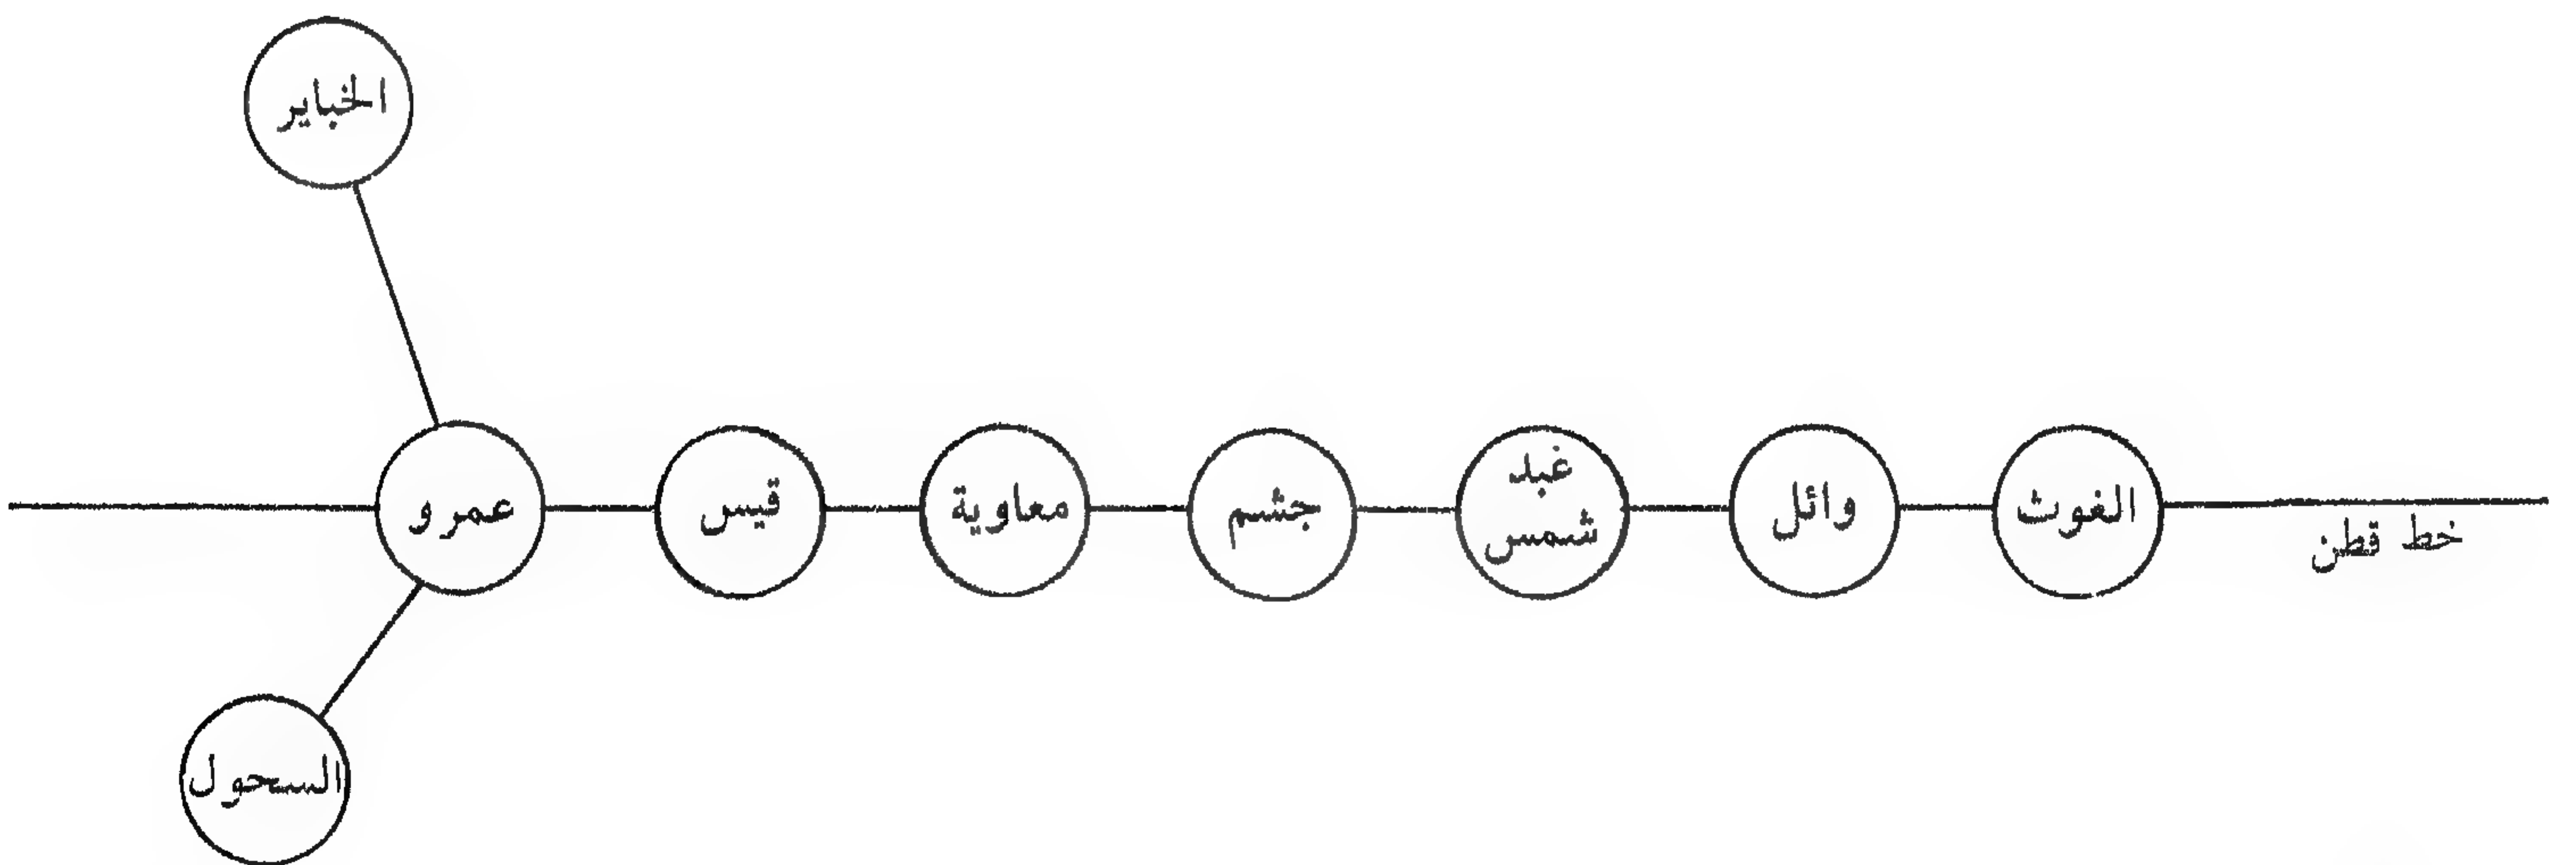 الخباير
خط قطن
الغوث
وائل
غبد
شمس
جشم
معاوية
قيس
عمرو
السحول